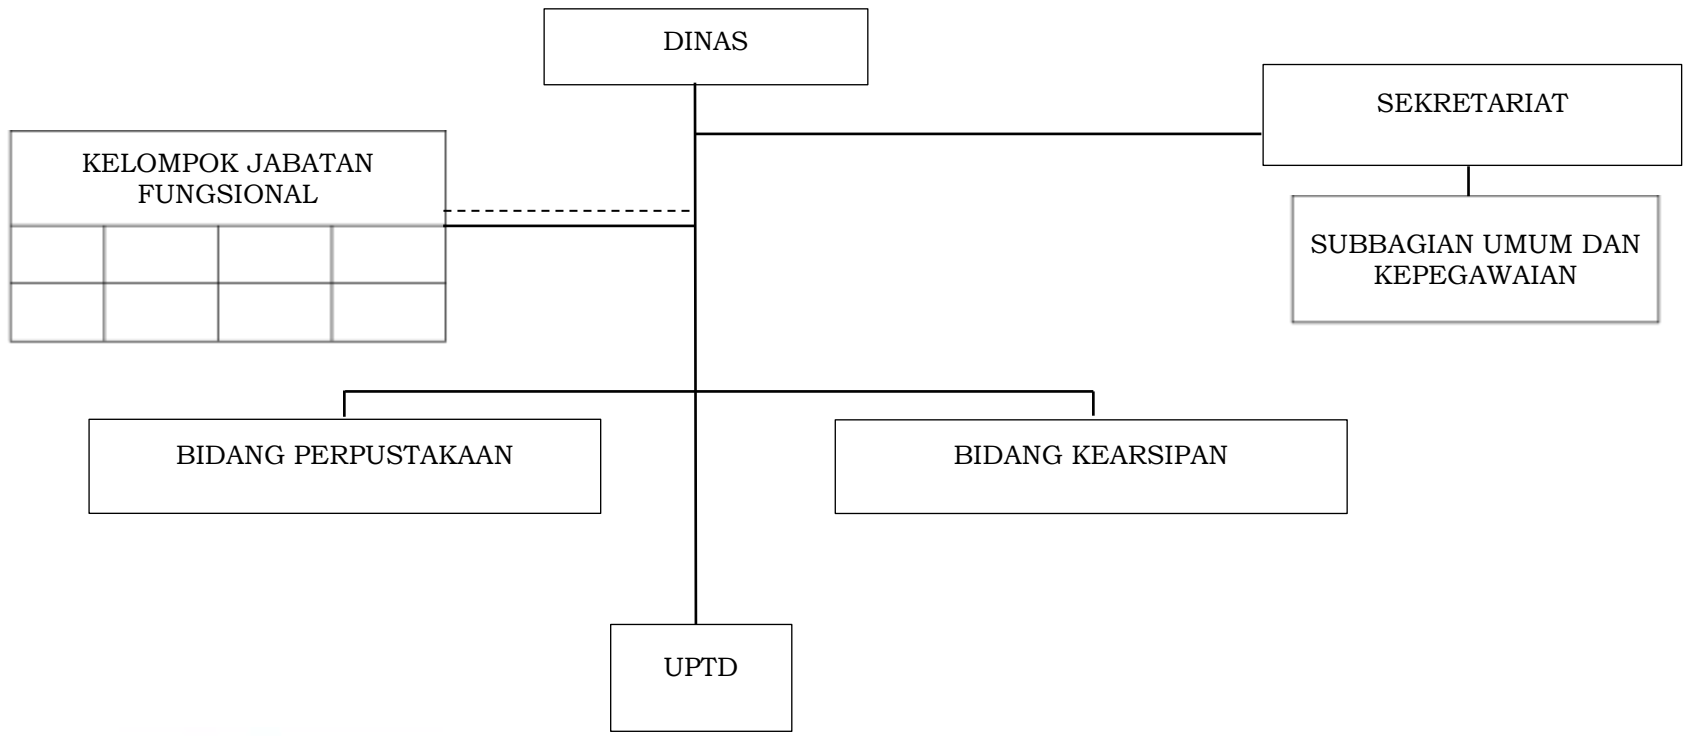 DINAS
SEKRETARIAT
KELOMPOK JABATAN
FUNGSIONAL
SUBBAGIAN UMUM DAN
KEPEGAWAIAN
BIDANG PERPUSTAKAAN
BIDANG KEARSIPAN
UPTD